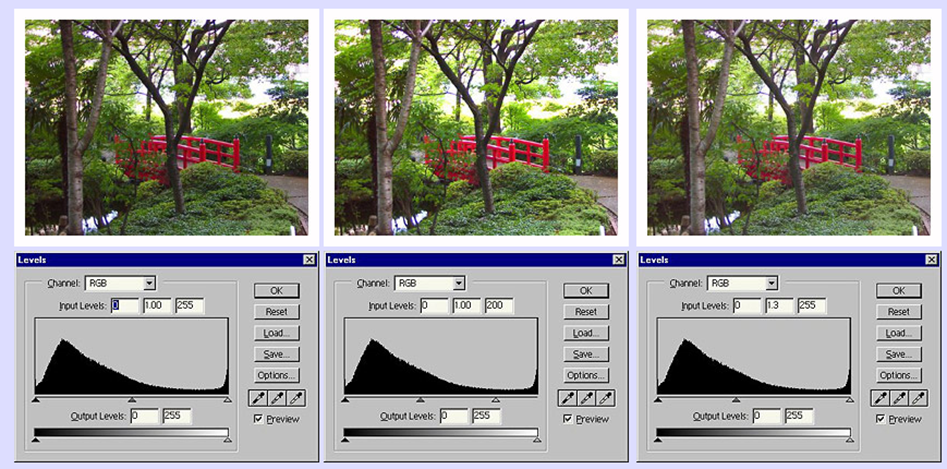 Levels
Channel: RGB
Input Levels: 0 1.00 255
OK
Reset
Load...
Save...
Options...
Output Levels: 0 255
Preview
Levels
Channel: RGB
Input Levels: 0 1.00 200
OK
Reset
Load...
Save...
Options...
Output Levels: 0 255
Preview
Levels
Channel: RGB
Input Levels: 0 1.3 255
OK
Reset
Load...
Save...
Options...
Output Levels: 0 255
Preview